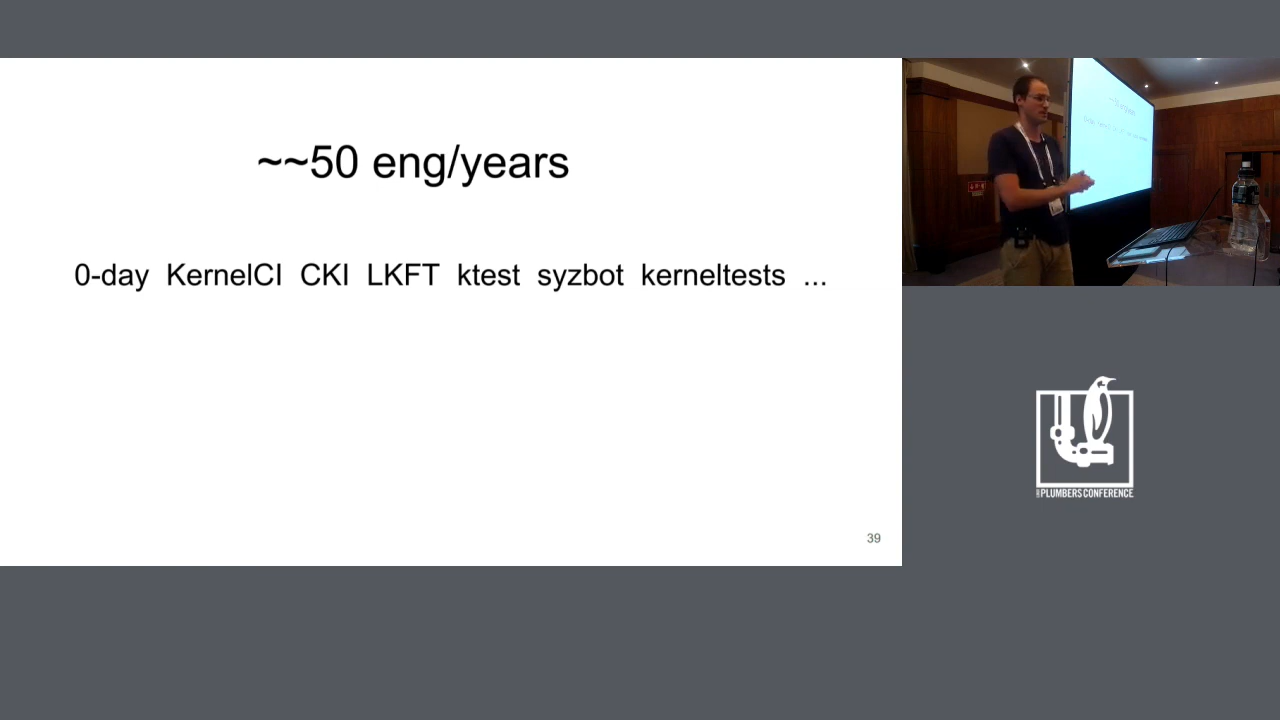 ~~50 eng/years
0-day KernelCI CKI LKFT ktest syzbot kerneltests ...
39
PLUMBERS CONFERENCE